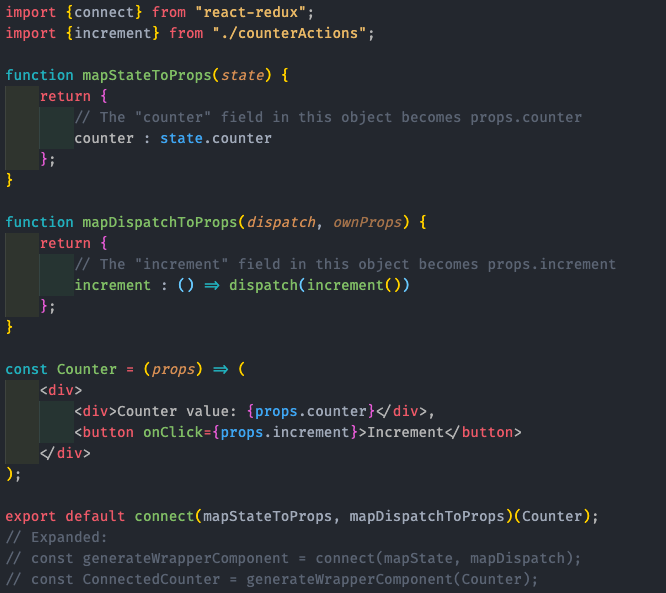 import {connect} from "react-redux";
import {increment} from "./counterActions";

function mapStateToProps(state) {
    return {
        // The "counter" field in this object becomes props.counter
        counter : state.counter
    };
}

function mapDispatchToProps(dispatch, ownProps) {
    return {
        // The "increment" field in this object becomes props.increment
        increment : () => dispatch(increment())
    };
}

const Counter = (props) => (
    <div>
        <div>Counter value: {props.counter}</div>,
        <button onClick={props.increment}>Increment</button>
    </div>
);

export default connect(mapStateToProps, mapDispatchToProps)(Counter);
// Expanded:
// const generateWrapperComponent = connect(mapState, mapDispatch);
// const ConnectedCounter = generateWrapperComponent(Counter);